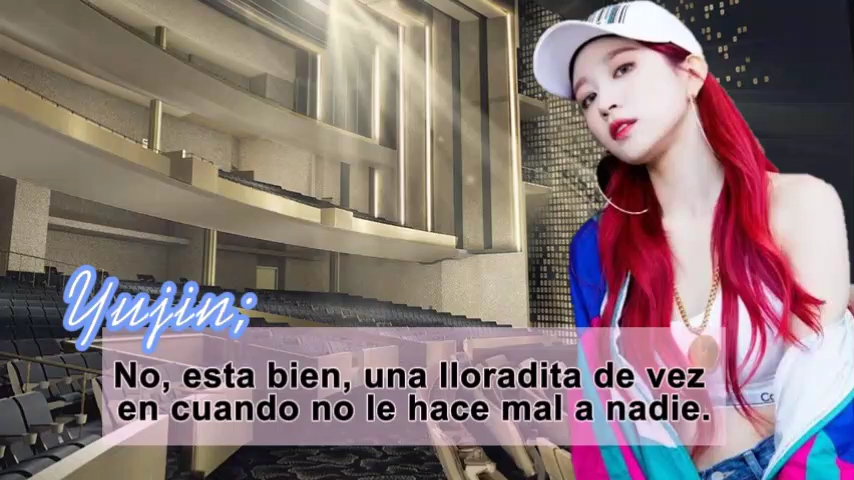 Yujin;
No, esta bien, una lloradita de vez
en cuando no le hace mal a nadie.